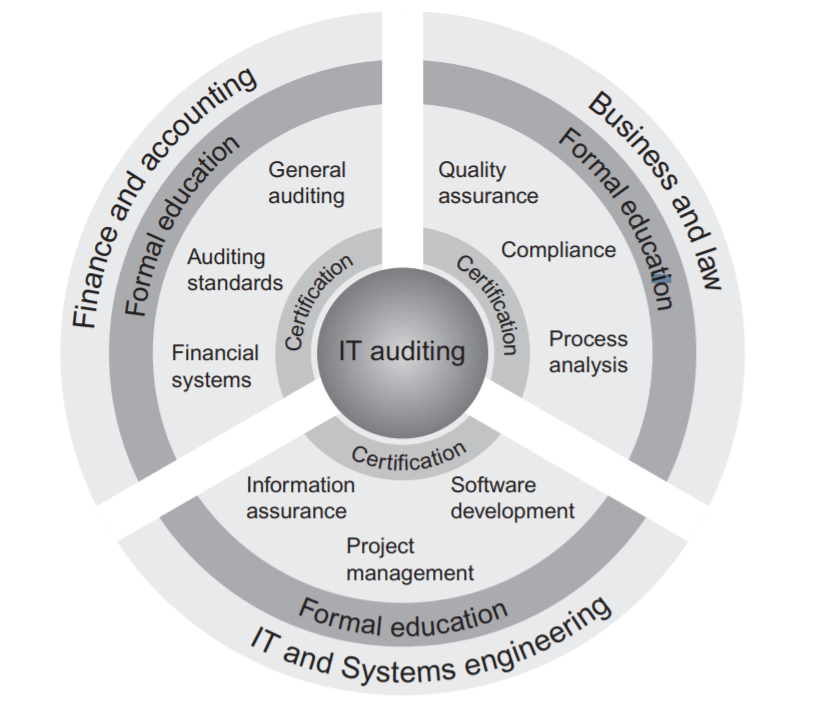 Finance and accounting
Formal education
General
auditing
Auditing
standards
Financial
systems
Certification
Business and law
Formal education
Quality
assurance
Compliance
Process
analysis
Certification
IT auditing
Certification
Information
assurance
Software
development
Project
management
Formal education
IT and Systems engineering